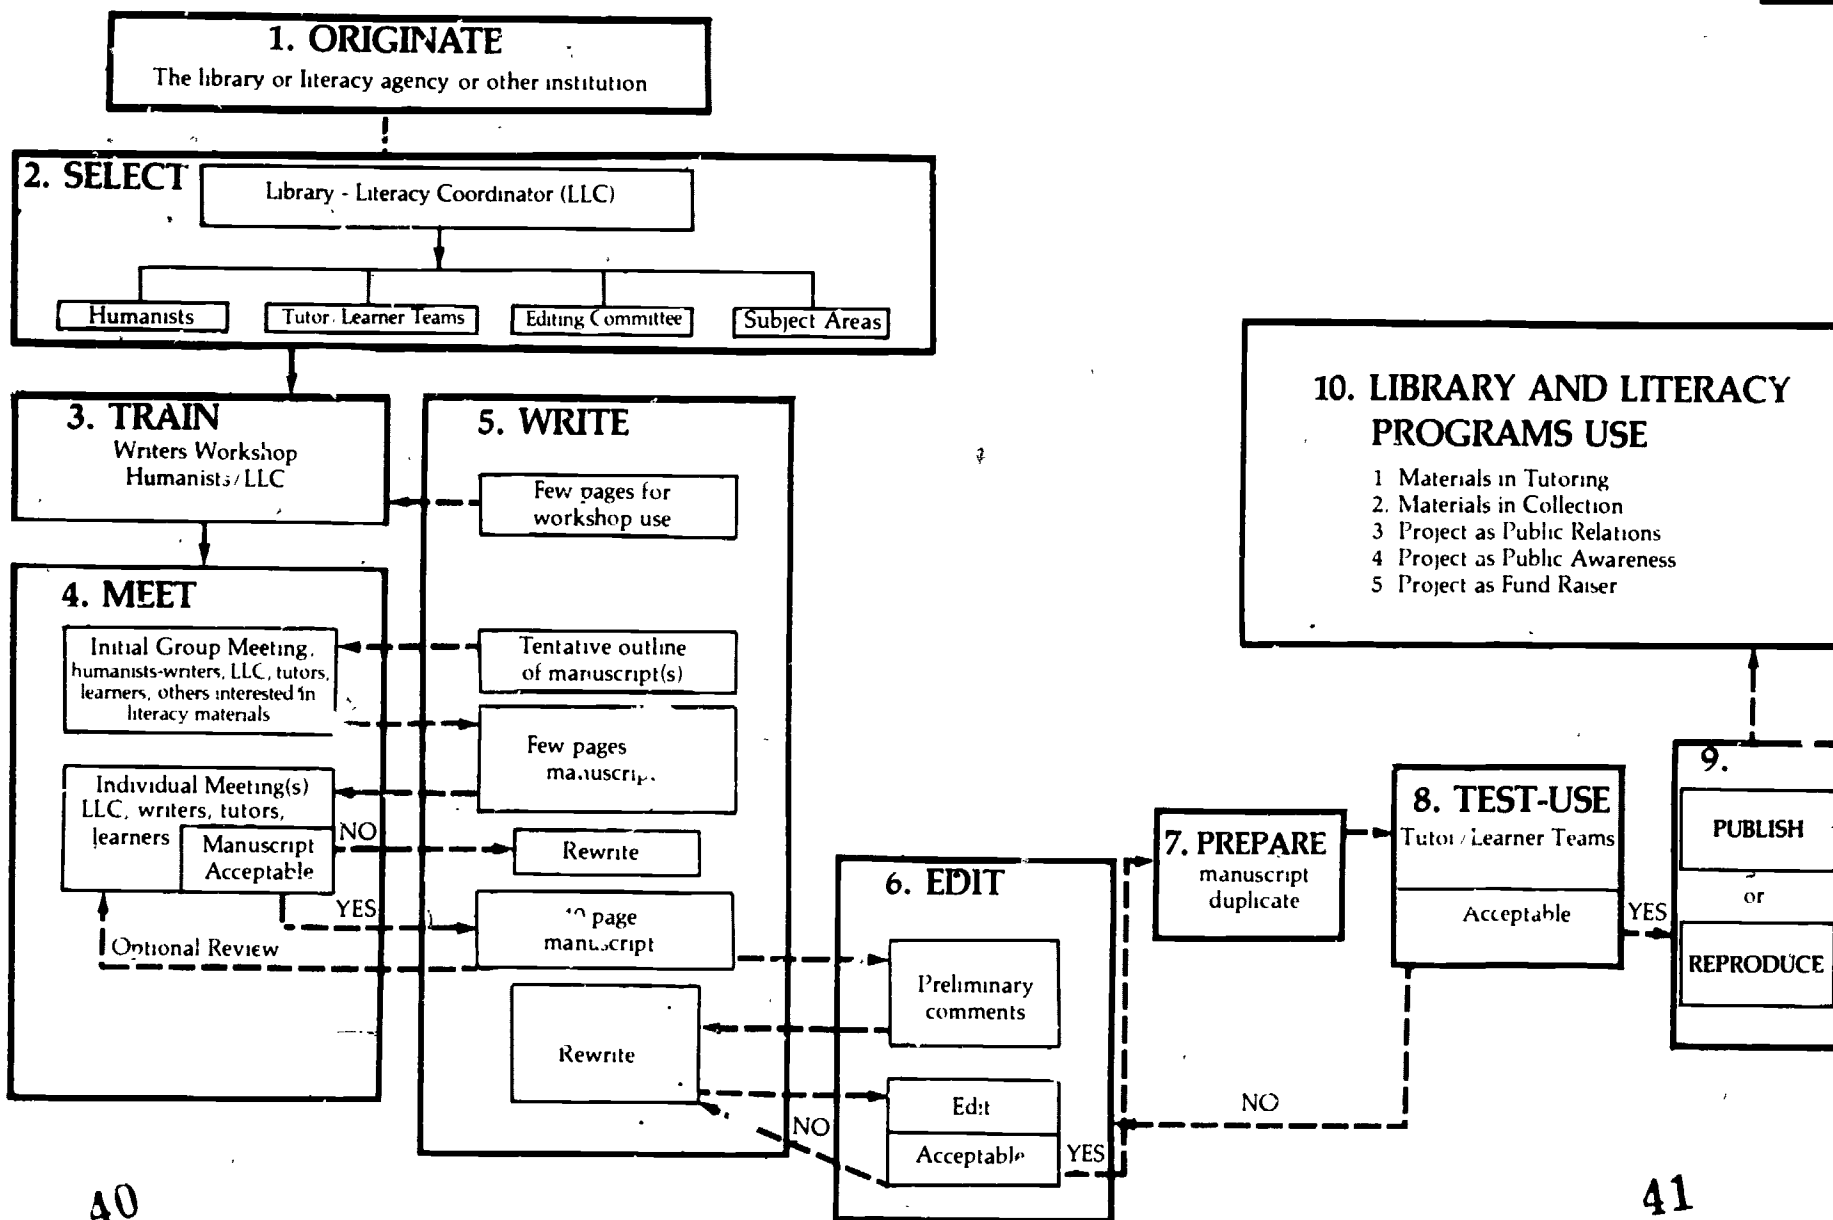 1. ORIGINATE
The library or literacy agency or other institution
2. SELECT
Library - Literacy Coordinator (LLC)
Humanists
Tutor/Learner Teams
Editing Committee
Subject Areas
3. TRAIN
Writers Workshop
Humanists/LLC
4. MEET
Initial Group Meeting,
humanists-writers, LLC, tutors,
learners, others interested in
literacy materials
Individual Meeting(s)
LLC, writers, tutors,
learners
Manuscript
Acceptable
NO
YES
Optional Review
5. WRITE
Few pages for
workshop use
Tentative outline
of manuscript(s)
Few pages
manuscript
Rewrite
page
manuscript
Rewrite
NO
6. EDIT
Preliminary
comments
Edit
Acceptable
YES
7. PREPARE
manuscript
duplicate
8. TEST-USE
Tutor/Learner Teams
Acceptable
YES
NO
9.
PUBLISH
or
REPRODUCE
10. LIBRARY AND LITERACY
PROGRAMS USE
1 Materials in Tutoring
2. Materials in Collection
3 Project as Public Relations
4 Project as Public Awareness
5 Project as Fund Raiser
40
41